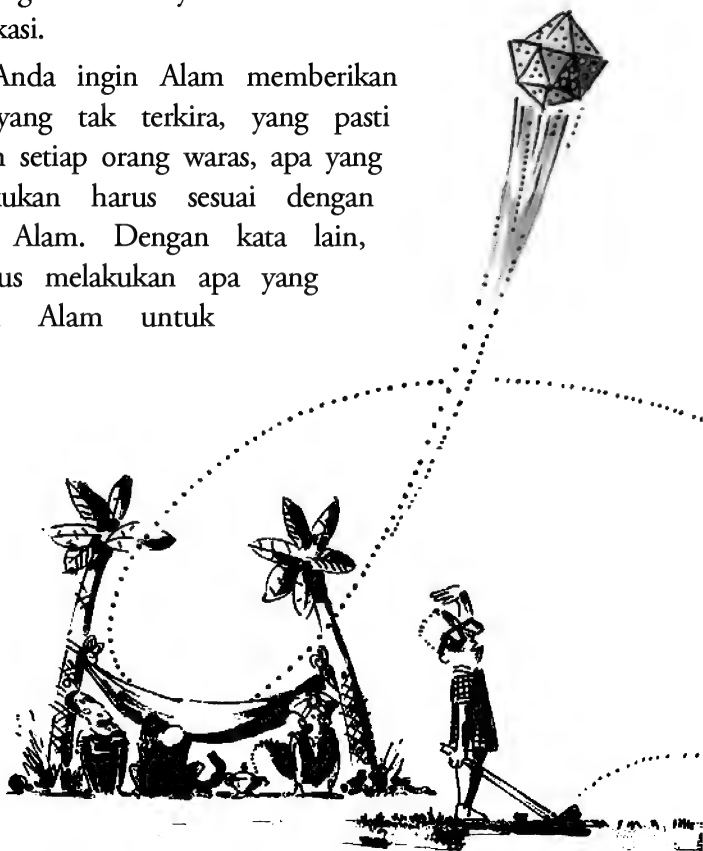 kasi.
Anda ingin Alam memberikan
yang tak terkira, yang pasti
setiap orang waras, apa yang
kukan harus sesuai dengan
Alam. Dengan kata lain,
us melakukan apa yang
Alam untuk